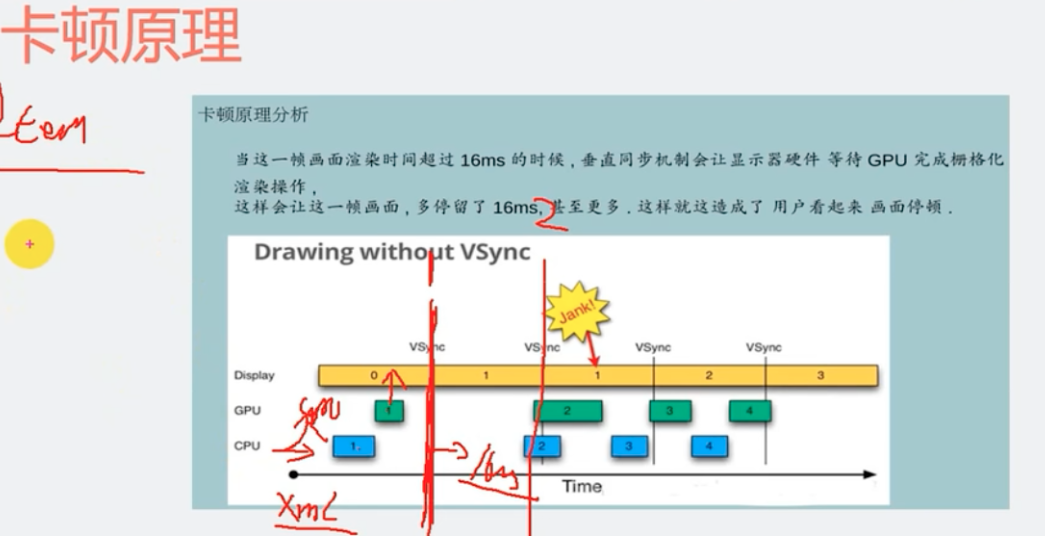 卡顿原理
卡顿原理分析
当这一帧画面渲染时间超过 16ms 的时候，垂直同步机制会让显示器硬件 等待 GPU 完成栅格化
渲染操作，
这样会让这一帧画面，多停留了 16ms, 甚至更多．这样就这造成了 用户看起来 画面停顿．
2
Drawing without VSync
Jank!
VSync VSync VSync VSync
Display 0 1 1 2 3
GPU 1 2 3 4
CPU 1 2 3 4
16ms
Time
Xml